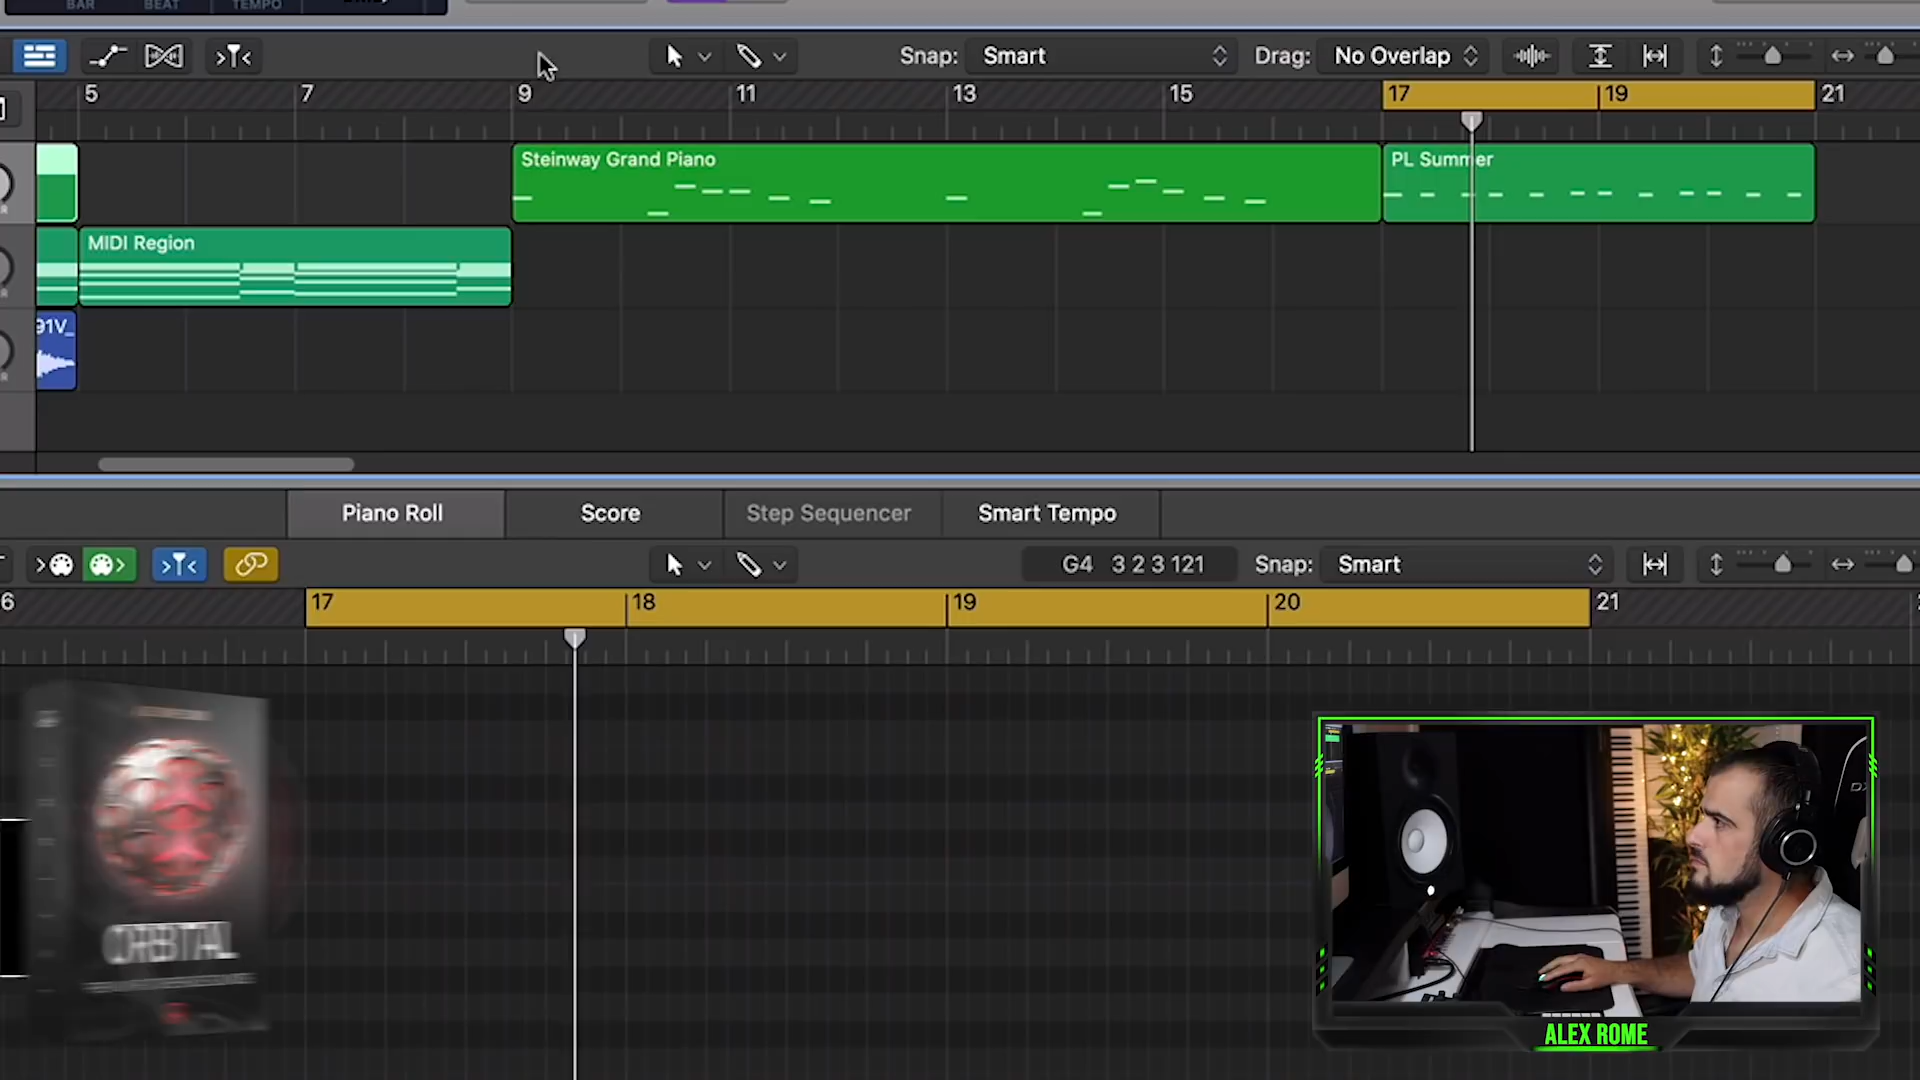 BAR BEAT TEMPO
Snap: Smart Drag: No Overlap
5 7 9 11 13 15 17 19 21
Steinway Grand Piano
PL Summer
MIDI Region
91V_
Piano Roll Score Step Sequencer Smart Tempo
G4 3 2 3 121 Snap: Smart
6 17 18 19 20 21
ORBITAL
ALEX ROME